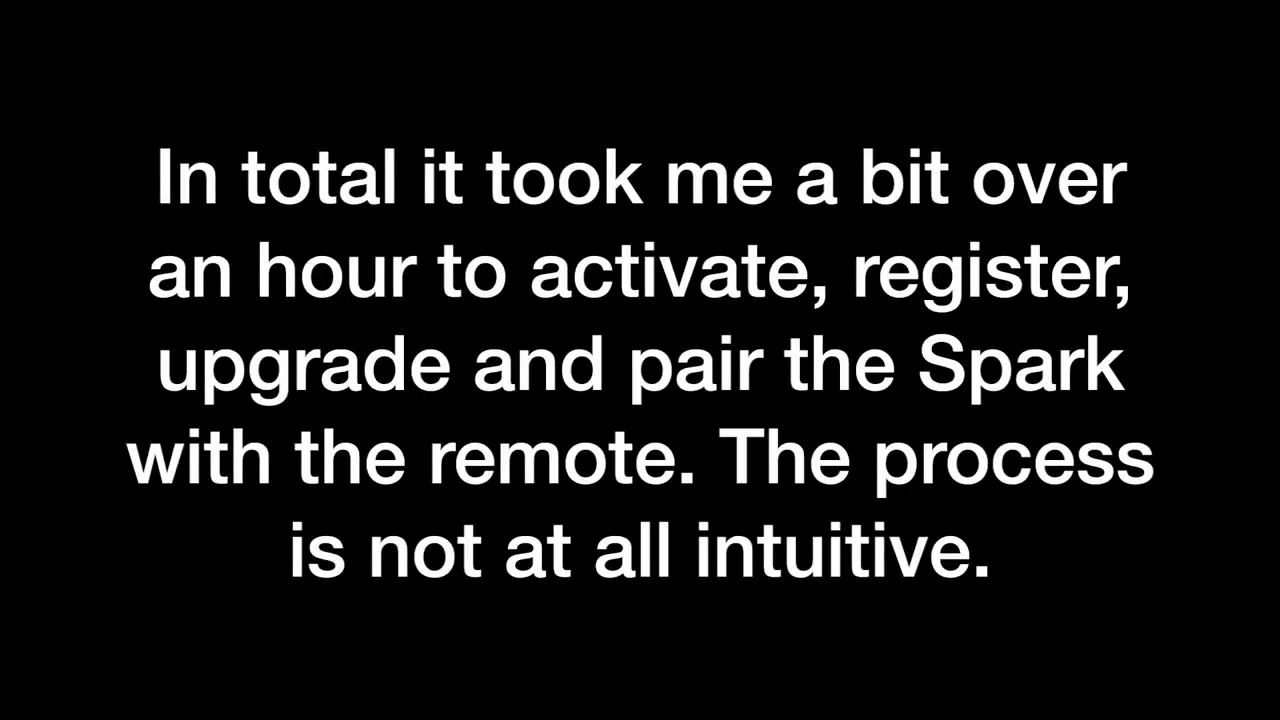 In total it took me a bit over
an hour to activate, register,
upgrade and pair the Spark
with the remote. The process
is not at all intuitive.